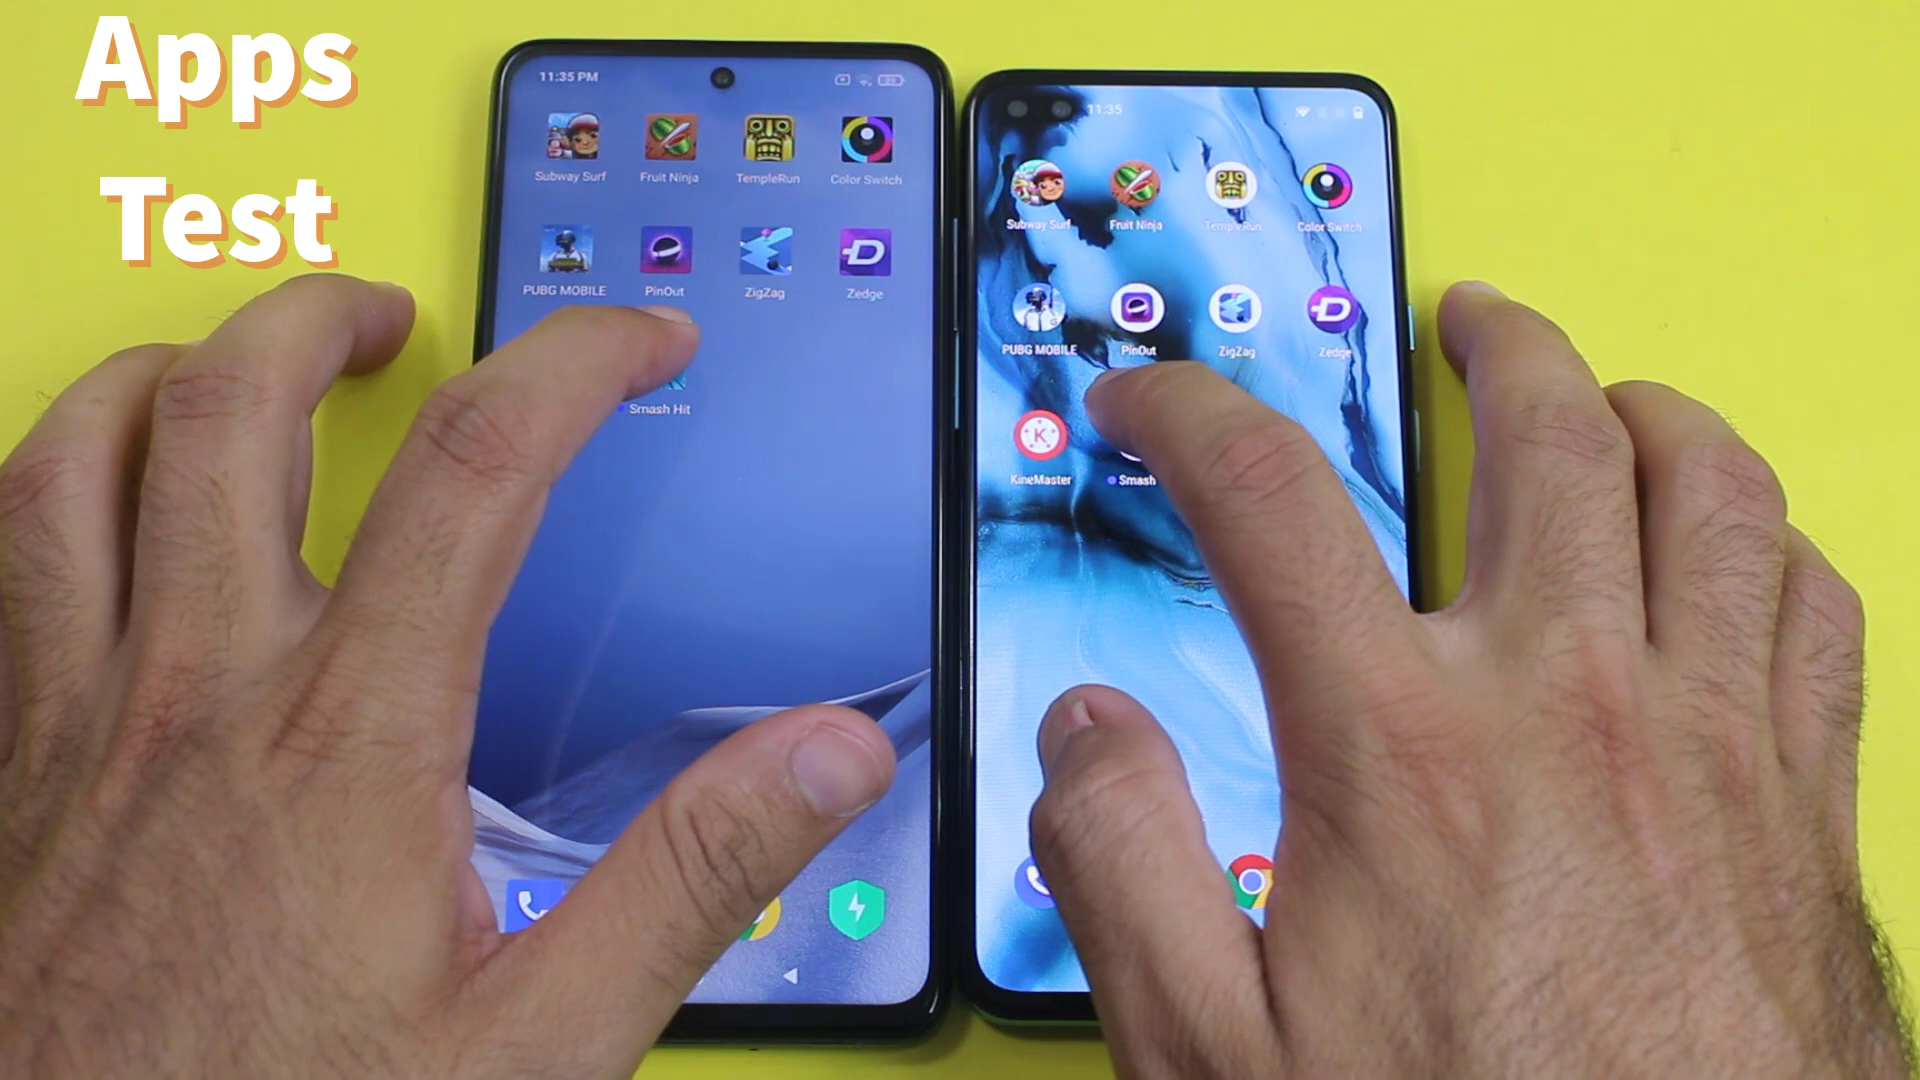 Apps
Test
11:35 PM
Subway Surf Fruit Ninja TempleRun Color Switch
PUBG MOBILE PinOut ZigZag Zedge
Smash Hit
11:35
Subway Surf Fruit Ninja TempleRun Color Switch
PUBG MOBILE PinOut ZigZag Zedge
KineMaster Smash